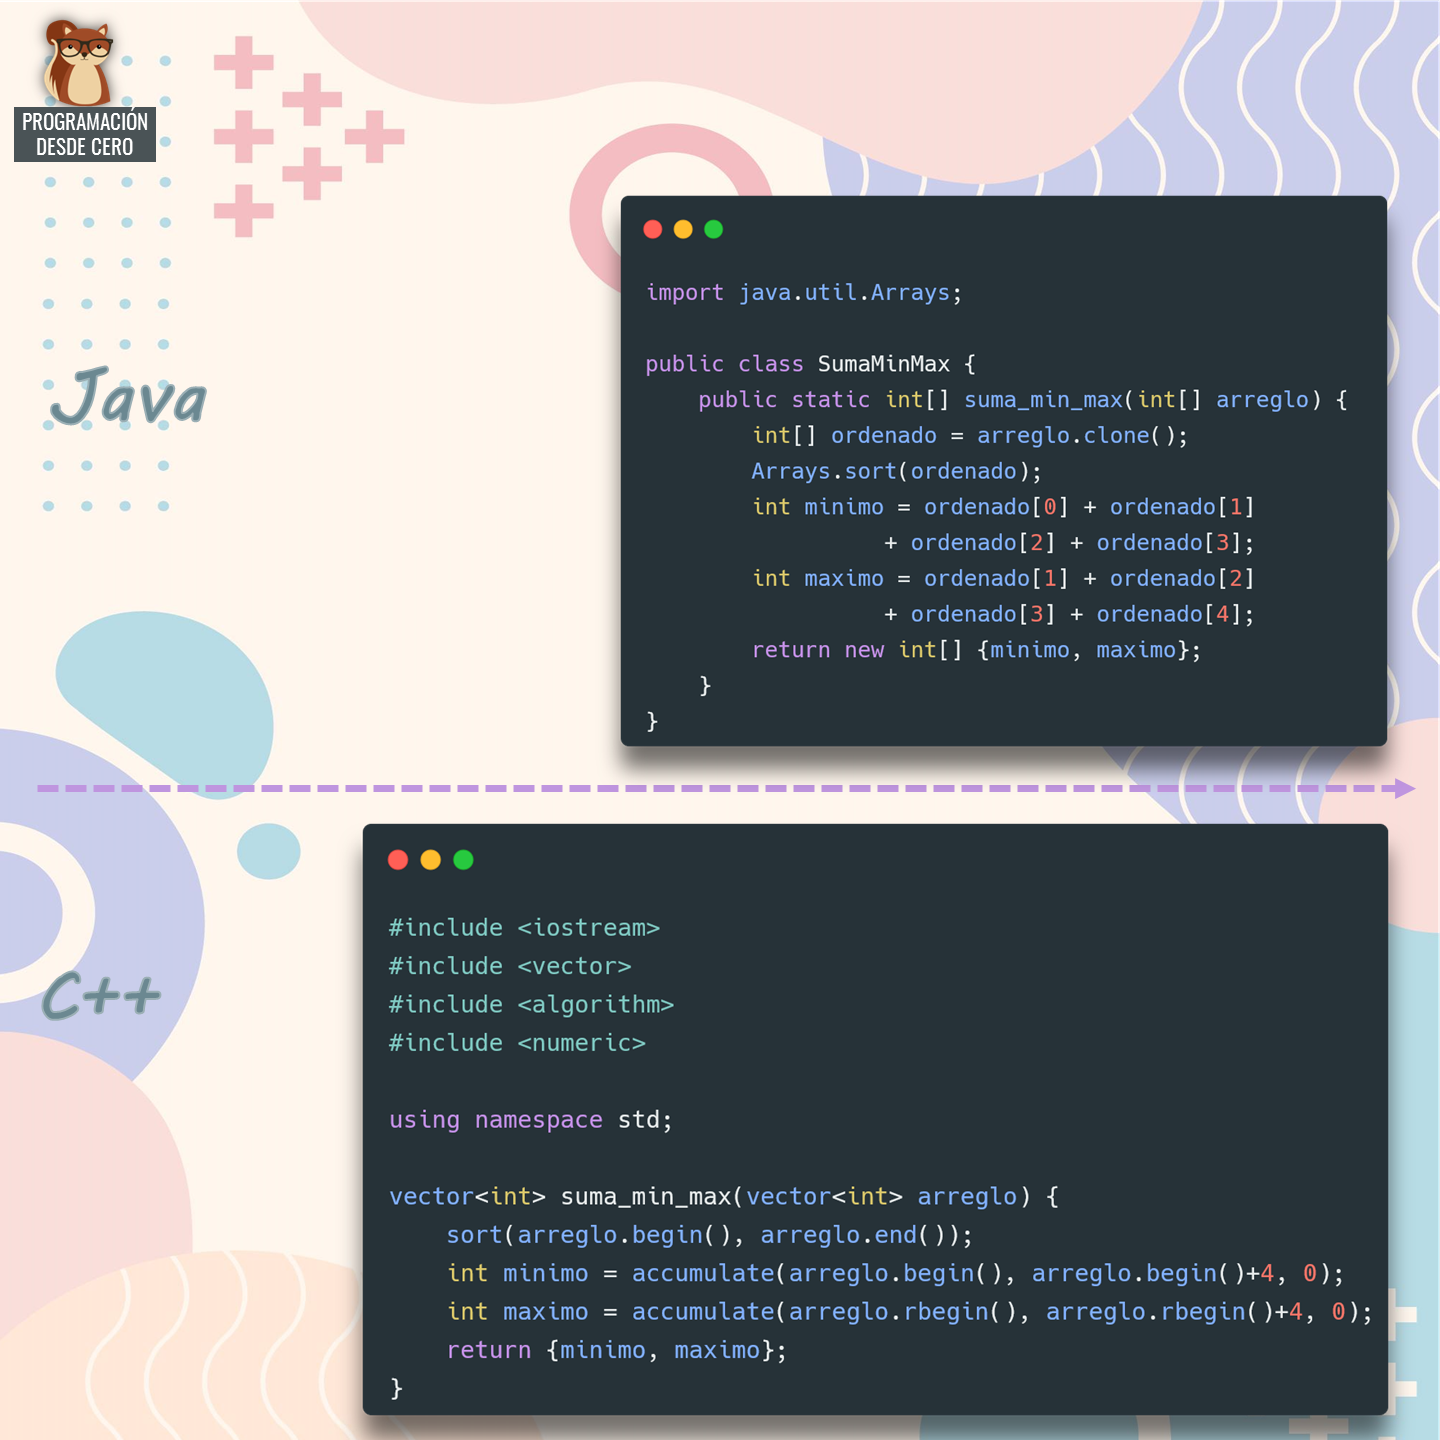 PROGRAMACIÓN
DESDE CERO
Java
import java.util.Arrays;
public class SumaMinMax {
    public static int[] suma_min_max(int[] arreglo) {
        int[] ordenado = arreglo.clone();
        Arrays.sort(ordenado);
        int minimo = ordenado[0] + ordenado[1]
                  + ordenado[2] + ordenado[3];
        int maximo = ordenado[1] + ordenado[2]
                  + ordenado[3] + ordenado[4];
        return new int[] {minimo, maximo};
    }
}
C++
#include <iostream>
#include <vector>
#include <algorithm>
#include <numeric>
using namespace std;
vector<int> suma_min_max(vector<int> arreglo) {
    sort(arreglo.begin(), arreglo.end());
    int minimo = accumulate(arreglo.begin(), arreglo.begin()+4, 0);
    int maximo = accumulate(arreglo.rbegin(), arreglo.rbegin()+4, 0);
    return {minimo, maximo};
}